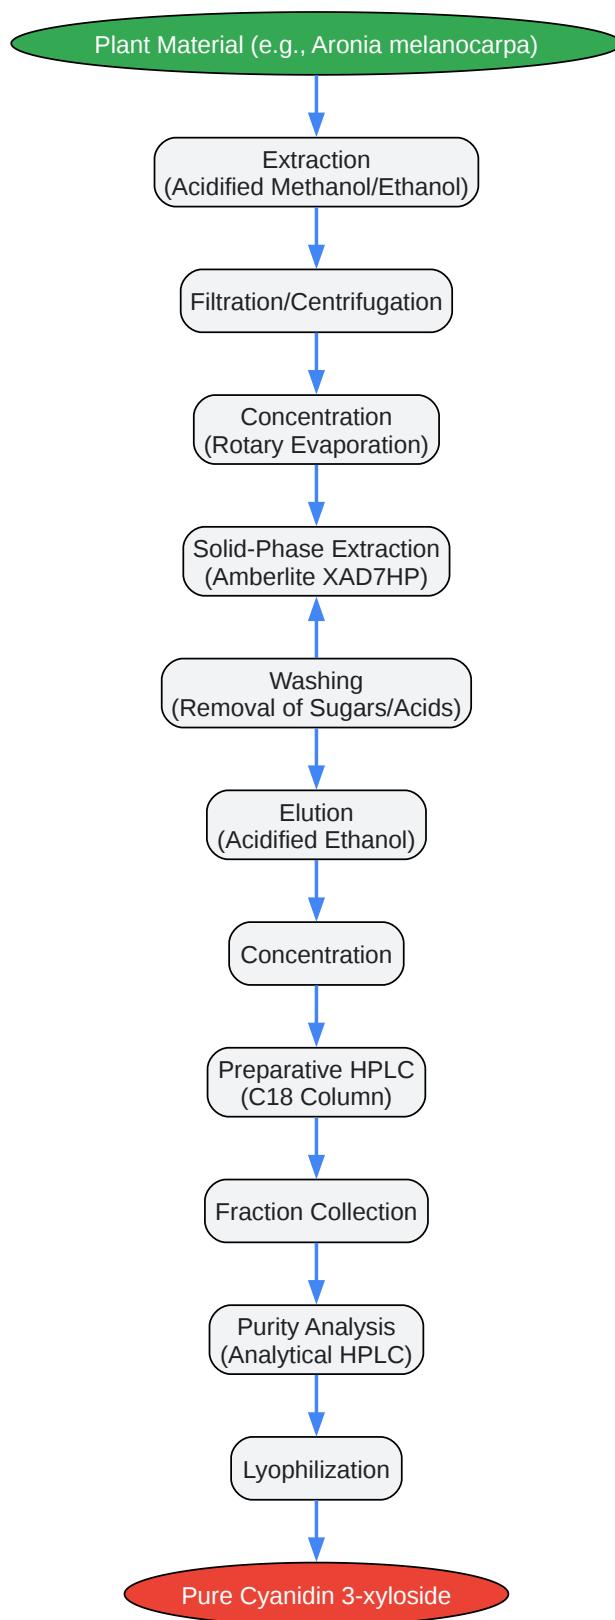 Plant Material (e.g., Aronia melanocarpa)
Extraction
(Acidified Methanol/Ethanol)
Filtration/Centrifugation
Concentration
(Rotary Evaporation)
Solid-Phase Extraction
(Amberlite XAD7HP)
Washing
(Removal of Sugars/Acids)
Elution
(Acidified Ethanol)
Concentration
Preparative HPLC
(C18 Column)
Fraction Collection
Purity Analysis
(Analytical HPLC)
Lyophilization
Pure Cyanidin 3-xyloside